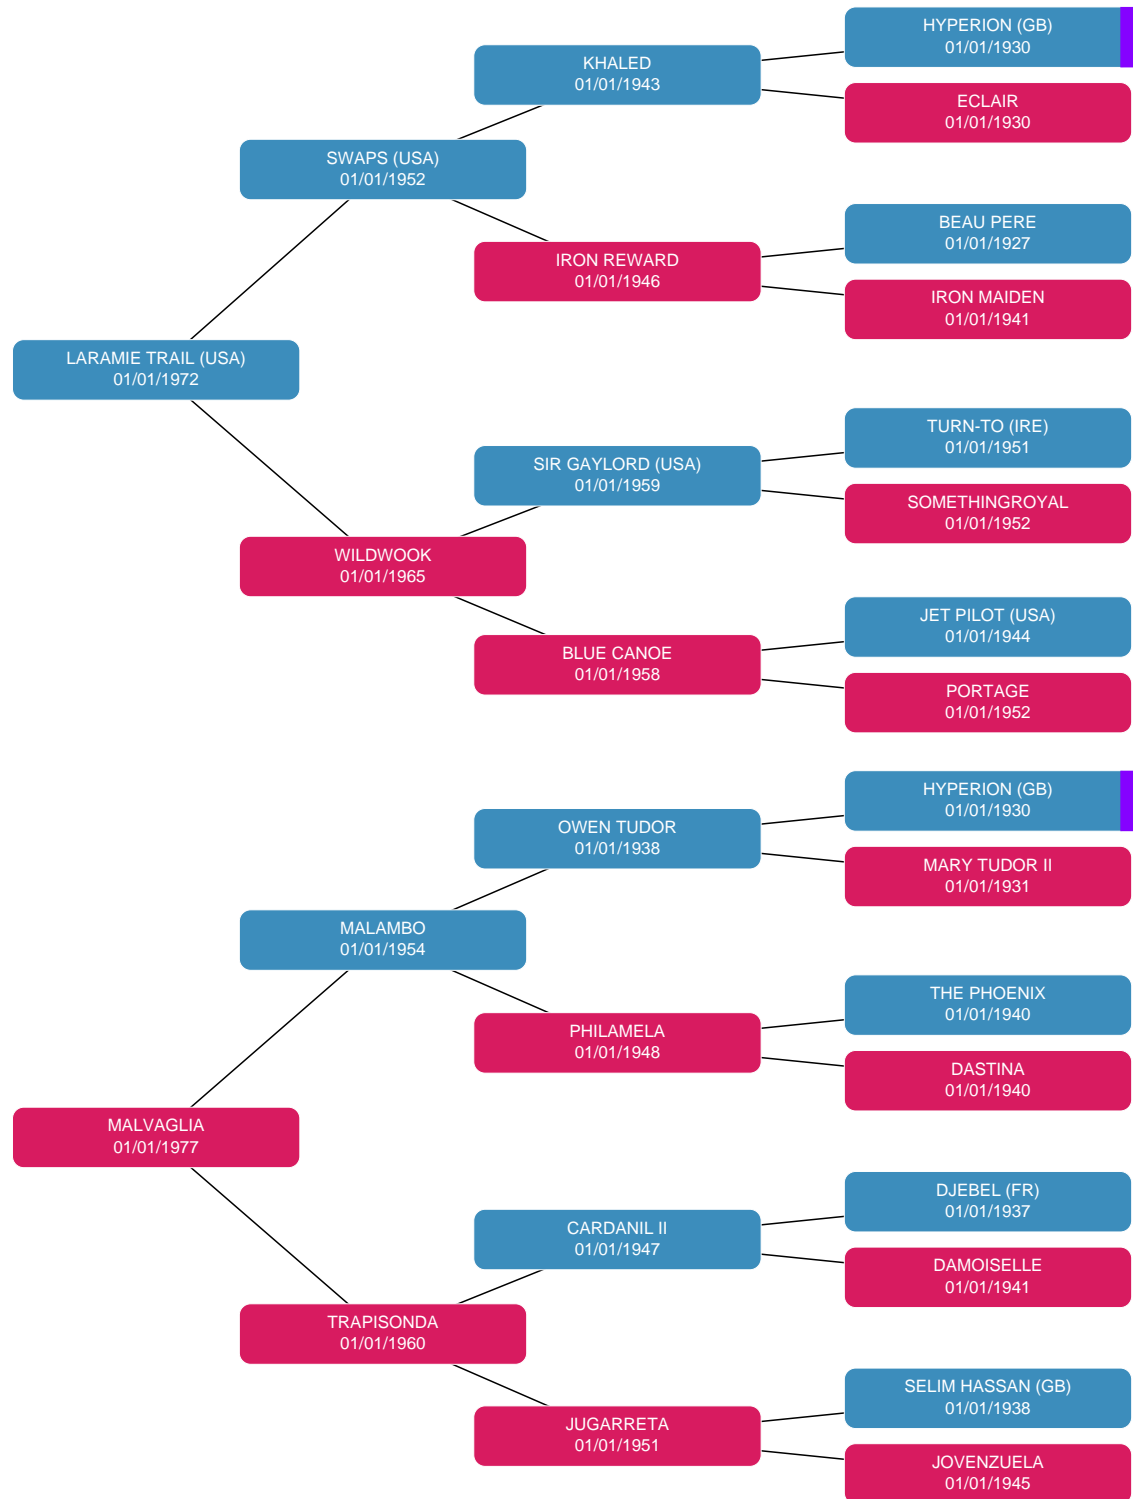 HYPERION (GB)
01/01/1930
KHALED
01/01/1943
ECLAIR
01/01/1930
SWAPS (USA)
01/01/1952
BEAU PERE
01/01/1927
IRON REWARD
01/01/1946
IRON MAIDEN
01/01/1941
LARAMIE TRAIL (USA)
01/01/1972
TURN-TO (IRE)
01/01/1951
SIR GAYLORD (USA)
01/01/1959
SOMETHINGROYAL
01/01/1952
WILDWOOK
01/01/1965
JET PILOT (USA)
01/01/1944
BLUE CANOE
01/01/1958
PORTAGE
01/01/1952
HYPERION (GB)
01/01/1930
OWEN TUDOR
01/01/1938
MARY TUDOR II
01/01/1931
MALAMBO
01/01/1954
THE PHOENIX
01/01/1940
PHILAMELA
01/01/1948
DASTINA
01/01/1940
MALVAGLIA
01/01/1977
DJEBEL (FR)
01/01/1937
CARDANIL II
01/01/1947
DAMOISELLE
01/01/1941
TRAPISONDA
01/01/1960
SELIM HASSAN (GB)
01/01/1938
JUGARRETA
01/01/1951
JOVENZUELA
01/01/1945